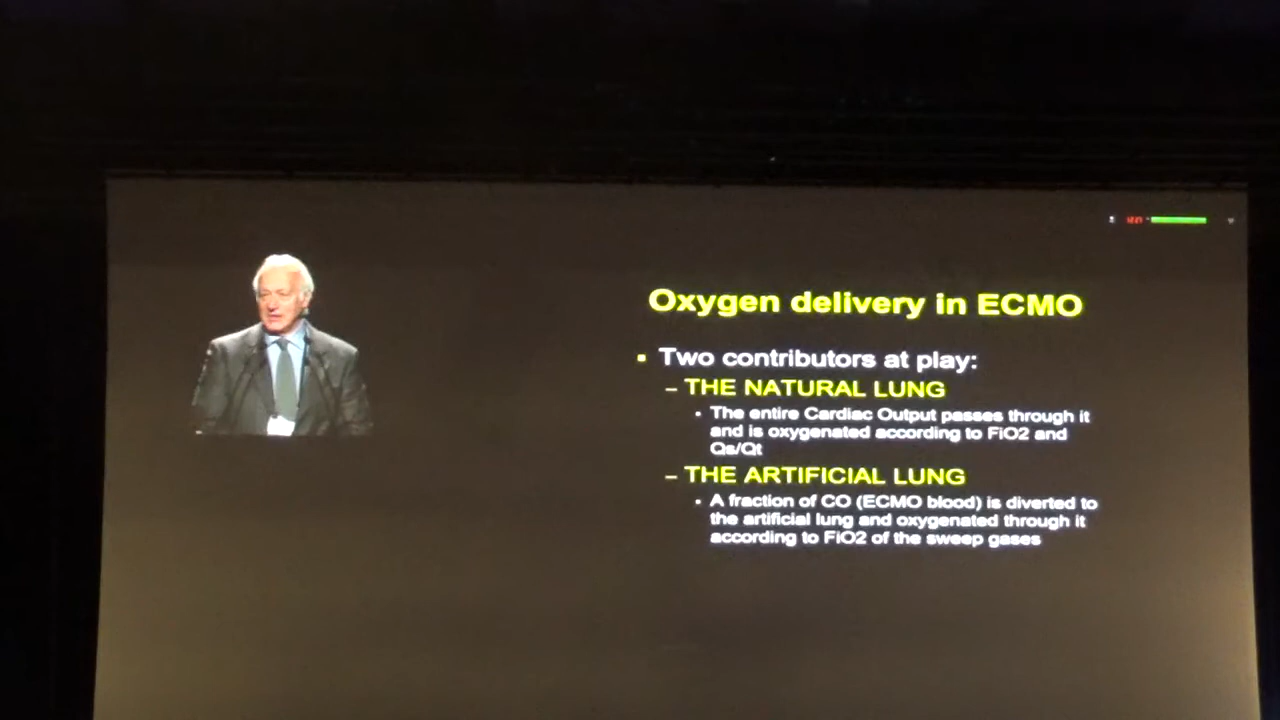 Oxygen delivery in ECMO
▪ Two contributors at play:
– THE NATURAL LUNG
• The entire Cardiac Output passes through it
and is oxygenated according to FiO2 and
Qs/Qt
– THE ARTIFICIAL LUNG
• A fraction of CO (ECMO blood) is diverted to
the artificial lung and oxygenated through it
according to FiO2 of the sweep gases